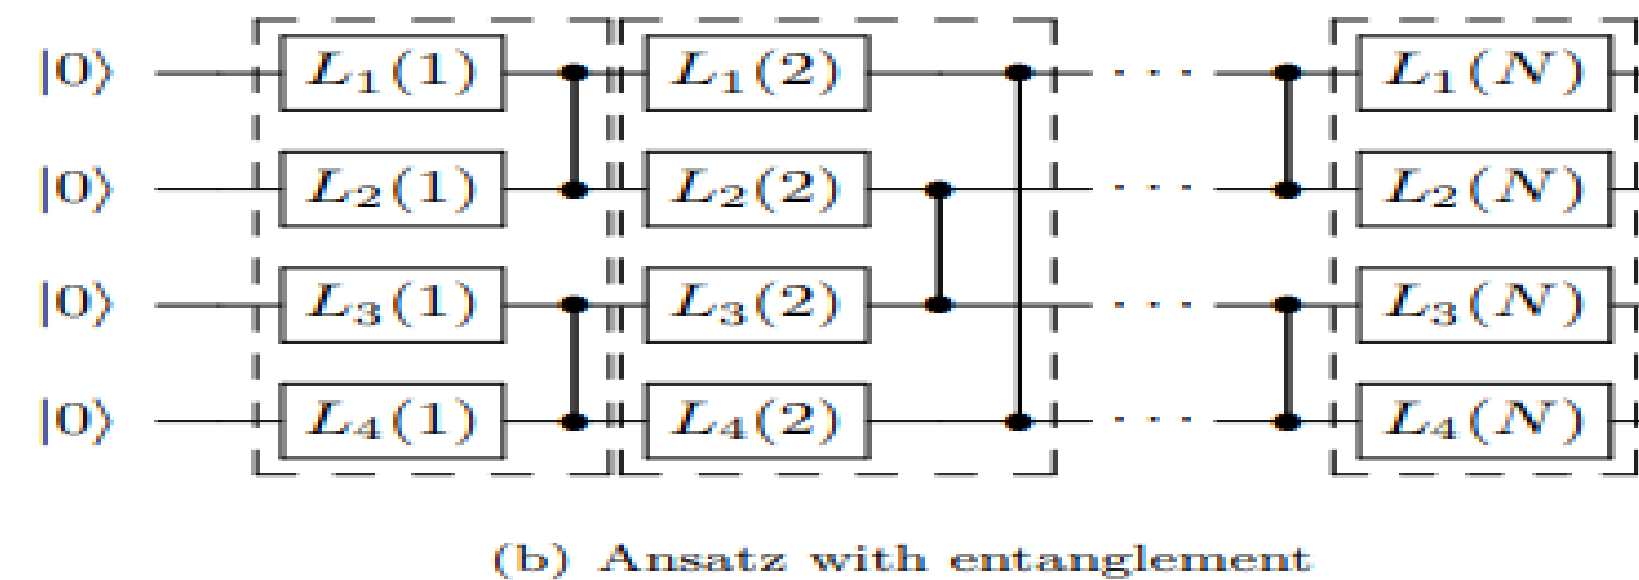 |0⟩ L₁(1) L₁(2) · · · L₁(N)
|0⟩ L₂(1) L₂(2) · · · L₂(N)
|0⟩ L₃(1) L₃(2) · · · L₃(N)
|0⟩ L₄(1) L₄(2) · · · L₄(N)
(b) Ansatz with entanglement